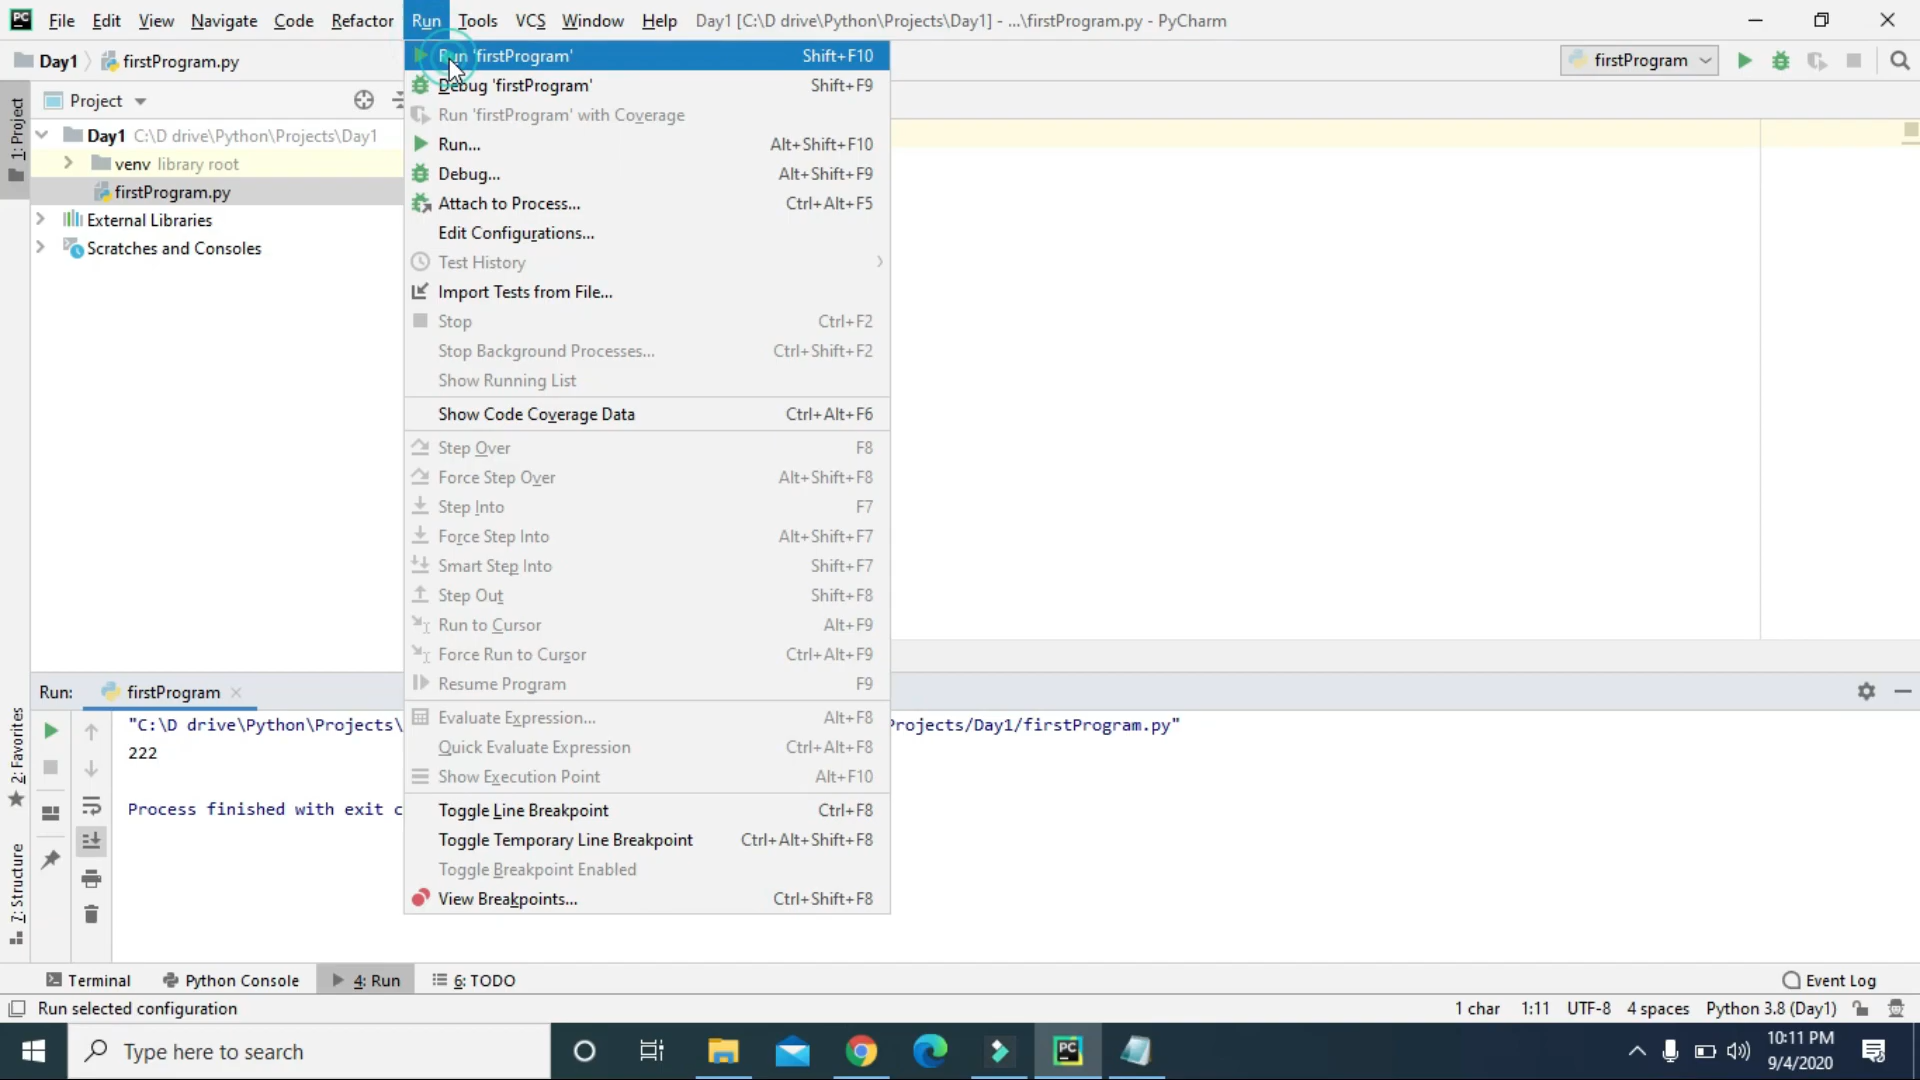 PC File Edit View Navigate Code Refactor Run Tools VCS Window Help Day1 [C:\D drive\Python\Projects\Day1] - ...\firstProgram.py - PyCharm
Day1 firstProgram.py
firstProgram
1: Project
Project
Day1 C:\D drive\Python\Projects\Day1
venv library root
firstProgram.py
External Libraries
Scratches and Consoles
Run 'firstProgram' Shift+F10
Debug 'firstProgram' Shift+F9
Run 'firstProgram' with Coverage
Run... Alt+Shift+F10
Debug... Alt+Shift+F9
Attach to Process... Ctrl+Alt+F5
Edit Configurations...
Test History
Import Tests from File...
Stop Ctrl+F2
Stop Background Processes... Ctrl+Shift+F2
Show Running List
Show Code Coverage Data Ctrl+Alt+F6
Step Over F8
Force Step Over Alt+Shift+F8
Step Into F7
Force Step Into Alt+Shift+F7
Smart Step Into Shift+F7
Step Out Shift+F8
Run to Cursor Alt+F9
Force Run to Cursor Ctrl+Alt+F9
Resume Program F9
Evaluate Expression... Alt+F8
Quick Evaluate Expression Ctrl+Alt+F8
Show Execution Point Alt+F10
Toggle Line Breakpoint Ctrl+F8
Toggle Temporary Line Breakpoint Ctrl+Alt+Shift+F8
Toggle Breakpoint Enabled
View Breakpoints... Ctrl+Shift+F8
Run: firstProgram
"C:\D drive\Python\Projects\ Projects/Day1/firstProgram.py"
222
Process finished with exit c
2: Favorites
7: Structure
Terminal Python Console 4: Run 6: TODO Event Log
Run selected configuration 1 char 1:11 UTF-8 4 spaces Python 3.8 (Day1)
Type here to search PC 10:11 PM
9/4/2020